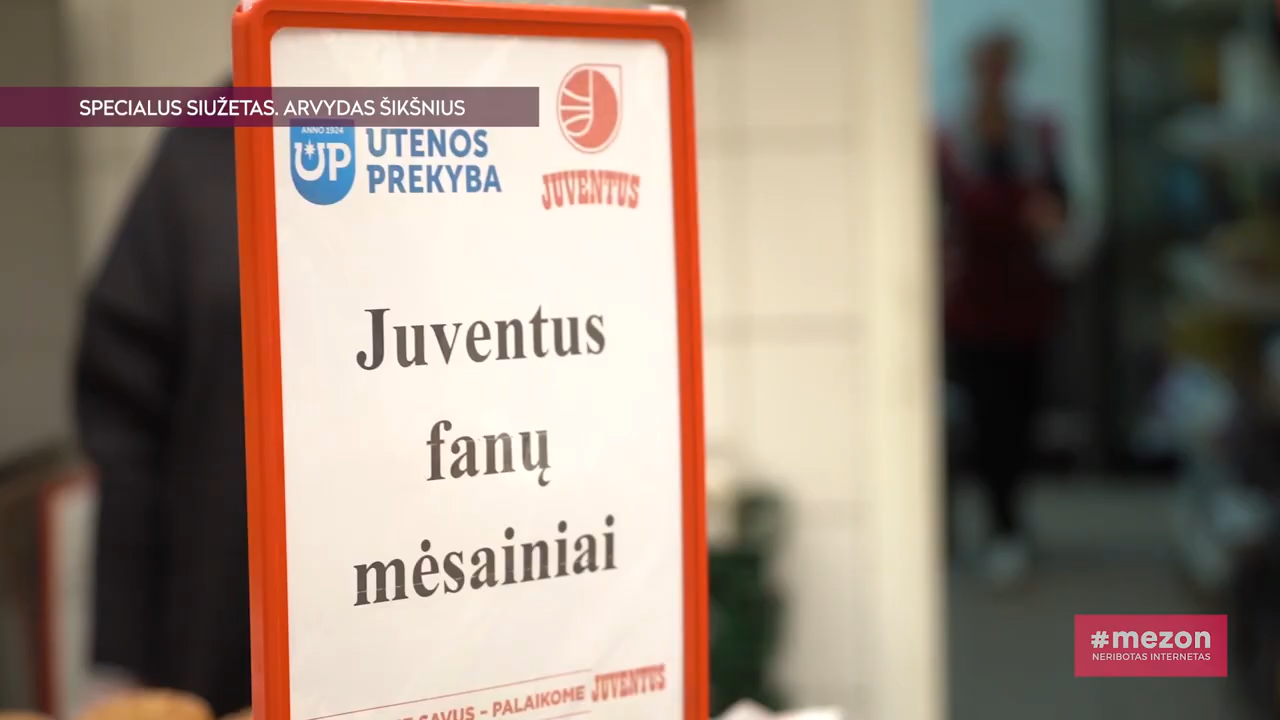 SPECIALUS SIUŽETAS. ARVYDAS ŠIKŠNIUS
ANNO 1924
UP
UTENOS
PREKYBA
JUVENTUS
Juventus
fanų
mėsainiai
SAVUS – PALAIKOME JUVENTUS
#mezon
NERIBOTAS INTERNETAS